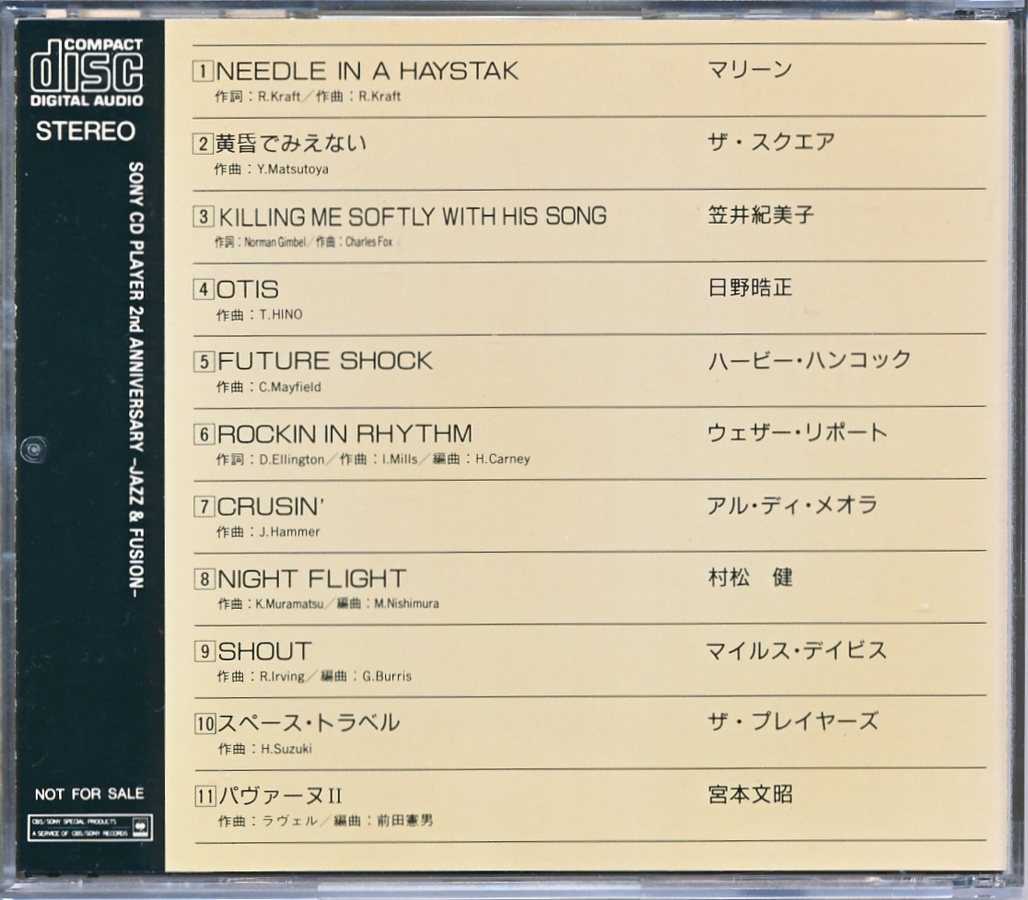 COMPACT
disc
DIGITAL AUDIO
STEREO
SONY CD PLAYER 2nd ANNIVERSARY –JAZZ & FUSION–
NOT FOR SALE
CBS/SONY SPECIAL PRODUCTS
A SERVICE OF CBS/SONY RECORDS
1 NEEDLE IN A HAYSTAK マリーン
作詞:R.Kraft/作曲:R.Kraft
2 黄昏でみえない ザ・スクエア
作曲:Y.Matsutoya
3 KILLING ME SOFTLY WITH HIS SONG 笠井紀美子
作詞:Norman Gimbel/作曲:Charles Fox
4 OTIS 日野晧正
作曲:T.HINO
5 FUTURE SHOCK ハービー・ハンコック
作曲:C.Mayfield
6 ROCKIN IN RHYTHM ウェザー・リポート
作詞:D.Ellington/作曲:I.Mills/編曲:H.Carney
7 CRUSIN' アル・ディ・メオラ
作曲:J.Hammer
8 NIGHT FLIGHT 村松 健
作曲:K.Muramatsu/編曲:M.Nishimura
9 SHOUT マイルス・デイビス
作曲:R.Irving/編曲:G.Burris
10 スペース・トラベル ザ・プレイヤーズ
作曲:H.Suzuki
11 パヴァーヌII 宮本文昭
作曲:ラヴェル/編曲:前田憲男